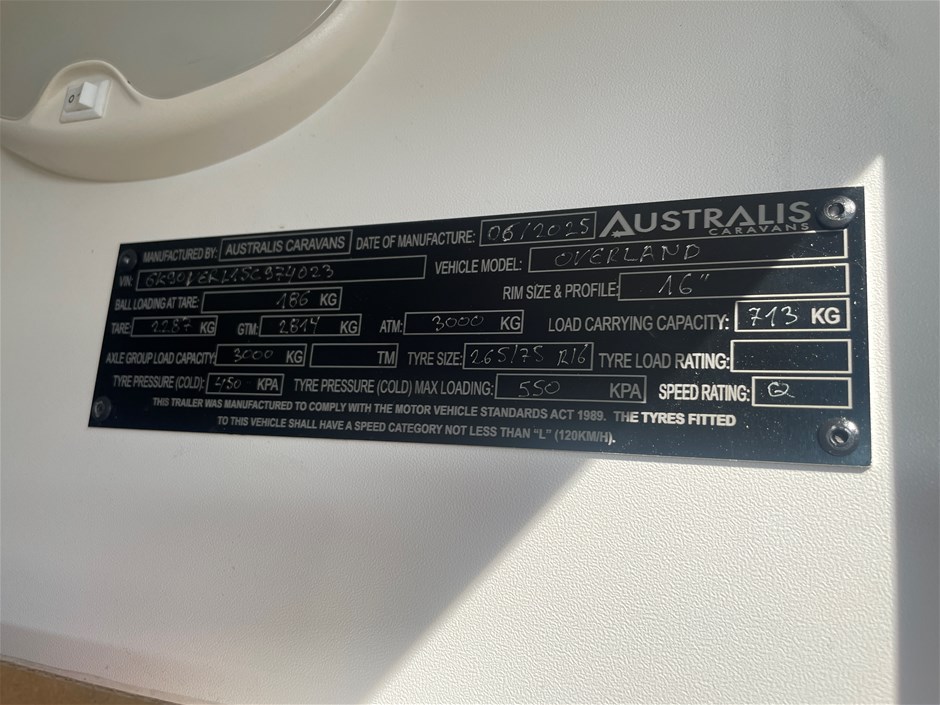 MANUFACTURED BY: AUSTRALIS CARAVANS DATE OF MANUFACTURE: 06/2025 AUSTRALIS CARAVANS
VIN: 6K90VERL1SC974023 VEHICLE MODEL: OVERLAND
BALL LOADING AT TARE: 186 KG RIM SIZE & PROFILE: 16"
TARE: 2287 KG GTM: 2814 KG ATM: 3000 KG LOAD CARRYING CAPACITY: 713 KG
AXLE GROUP LOAD CAPACITY: 3000 KG TM TYRE SIZE: 265/75 R16 TYRE LOAD RATING:
TYRE PRESSURE (COLD): 450 KPA TYRE PRESSURE (COLD) MAX LOADING: 550 KPA SPEED RATING:
THIS TRAILER WAS MANUFACTURED TO COMPLY WITH THE MOTOR VEHICLE STANDARDS ACT 1989. THE TYRES FITTED
TO THIS VEHICLE SHALL HAVE A SPEED CATEGORY NOT LESS THAN "L" (120KM/H).